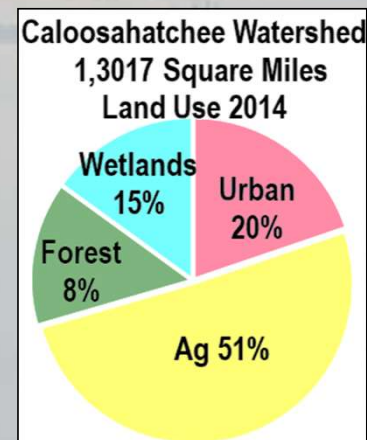 Caloosahatchee Watershed
1,3017 Square Miles
Land Use 2014
Wetlands
15%
Urban
20%
Forest
8%
Ag 51%